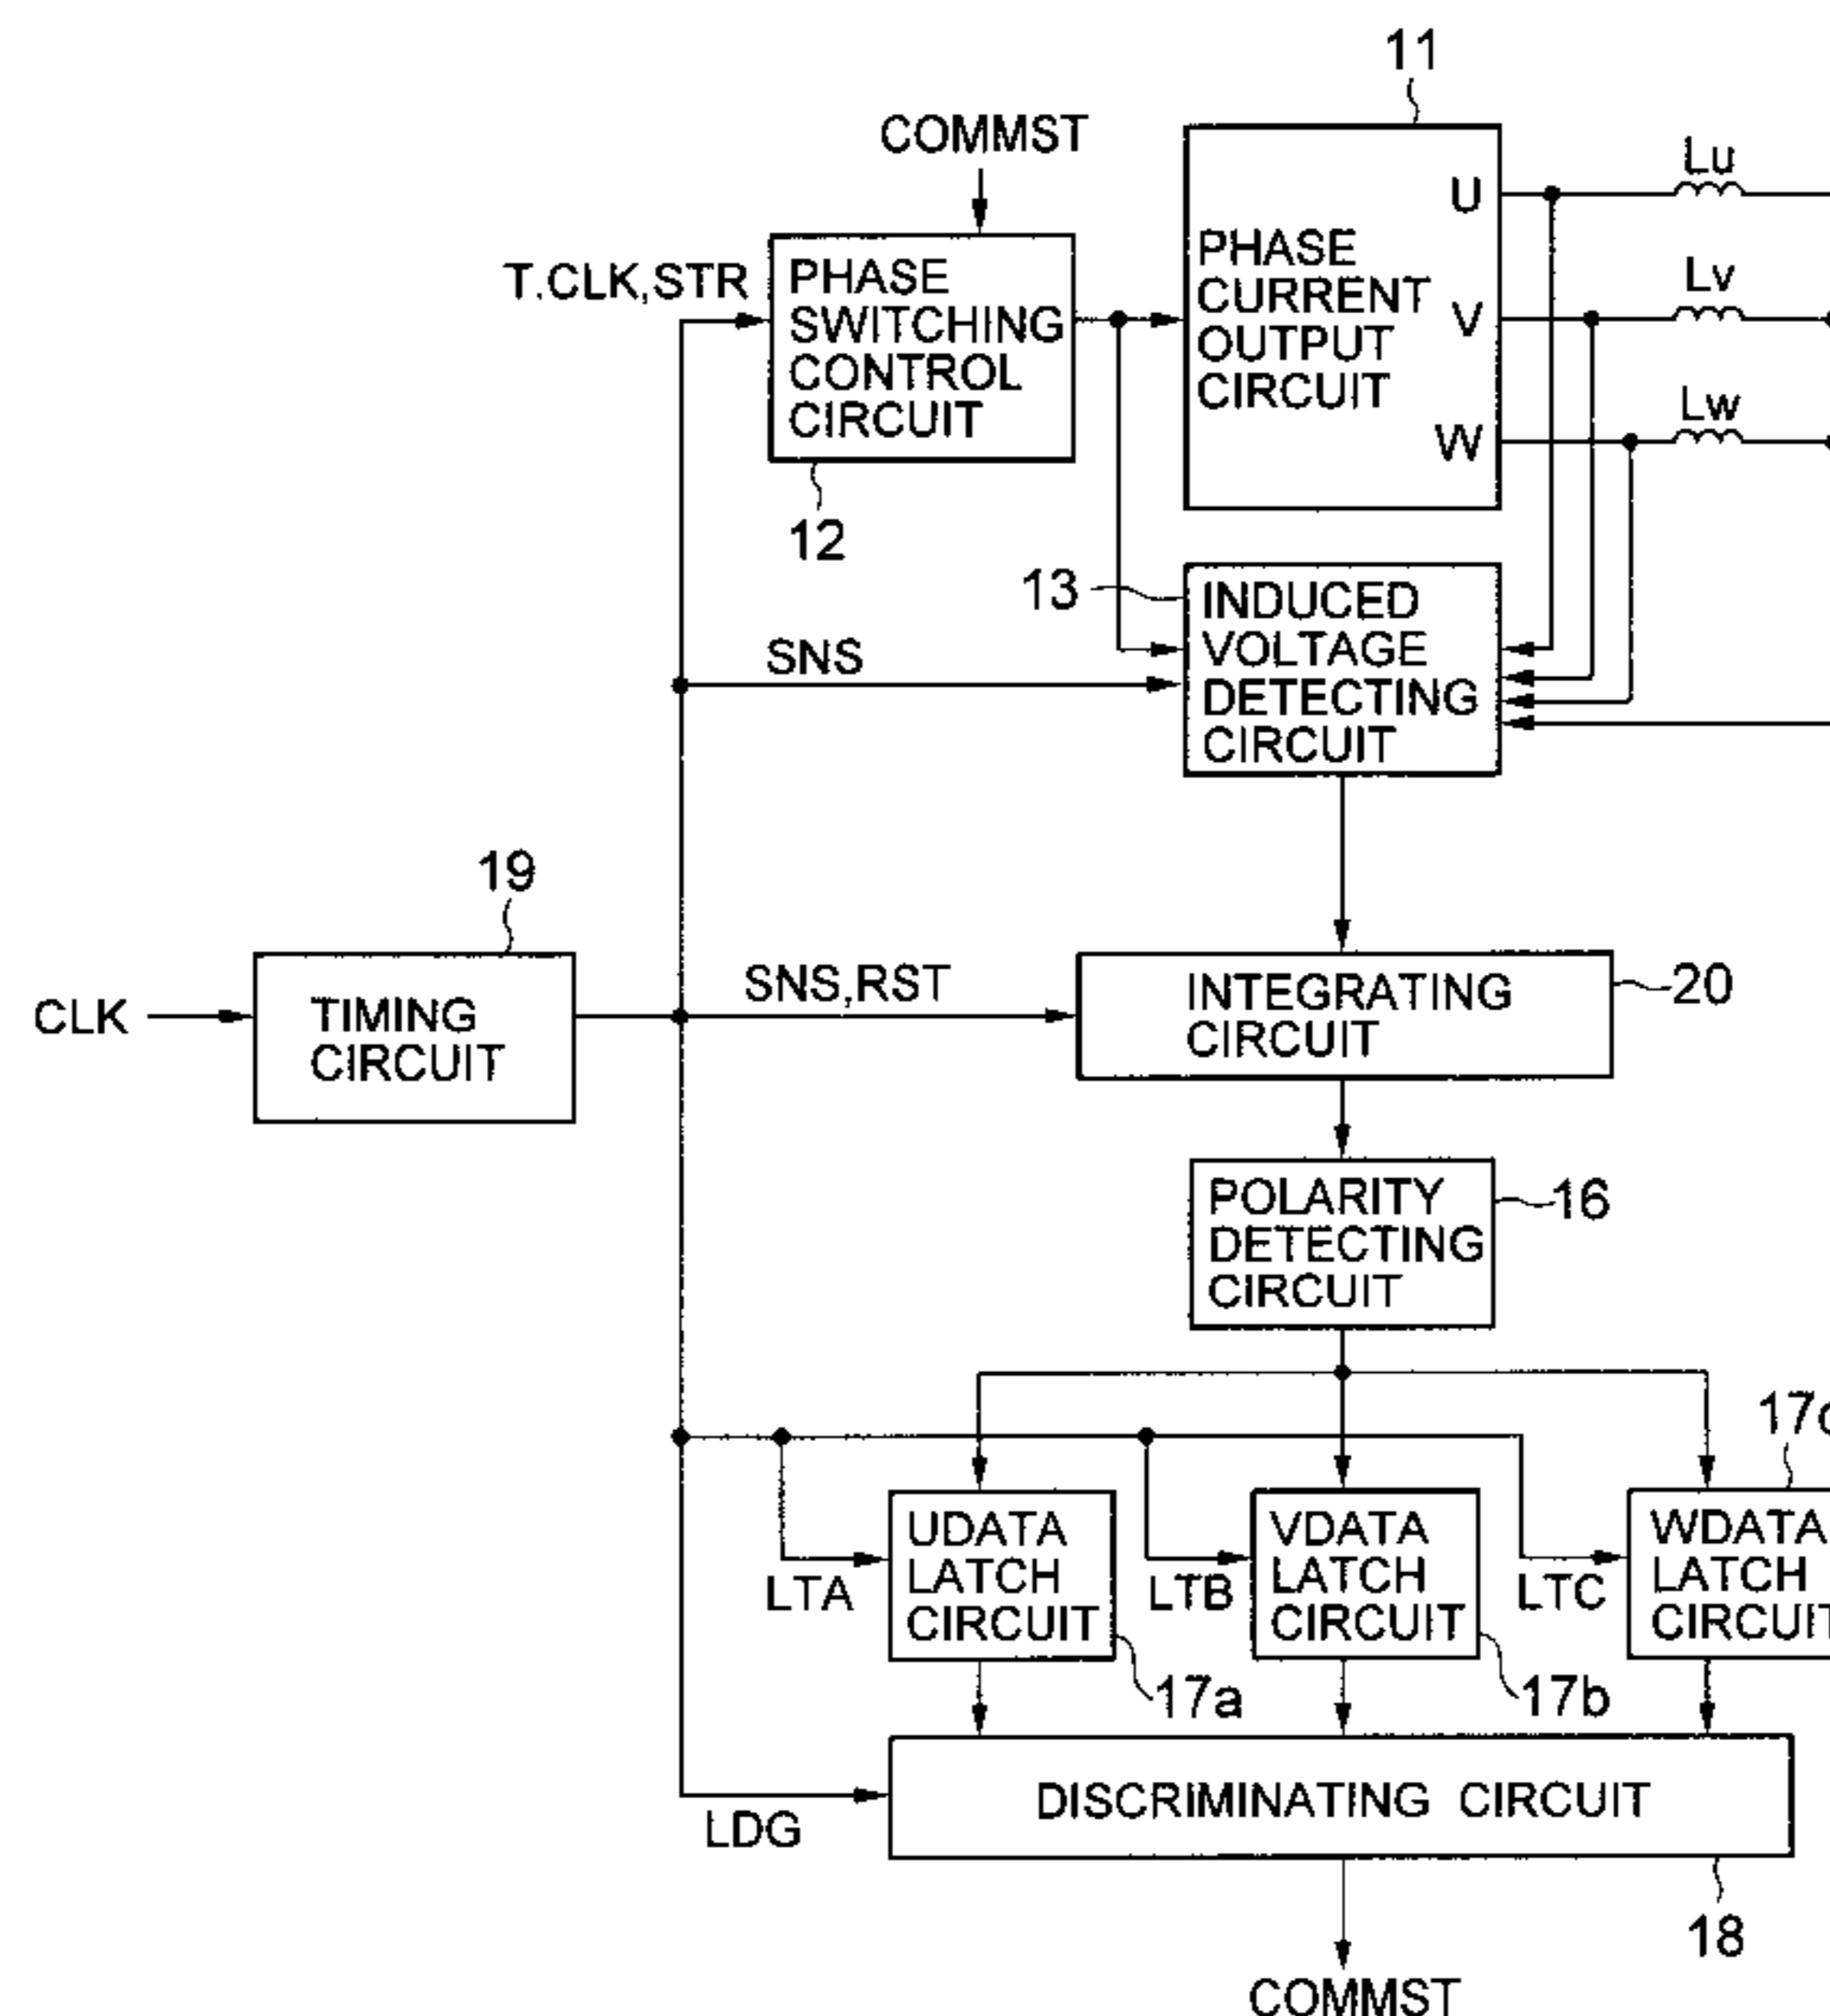 11
COMMST
Lu
U
T.CLK,STR
PHASE
SWITCHING
CONTROL
CIRCUIT
PHASE
CURRENT
OUTPUT
CIRCUIT
Lv
V
Lw
W
12
13
INDUCED
VOLTAGE
DETECTING
CIRCUIT
SNS
19
SNS,RST
INTEGRATING
CIRCUIT
20
CLK
TIMING
CIRCUIT
POLARITY
DETECTING
CIRCUIT
16
UDATA
LATCH
CIRCUIT
VDATA
LATCH
CIRCUIT
WDATA
LATCH
CIRCUIT
LTA
LTB
LTC
17a
17b
DISCRIMINATING CIRCUIT
LDG
18
COMMST